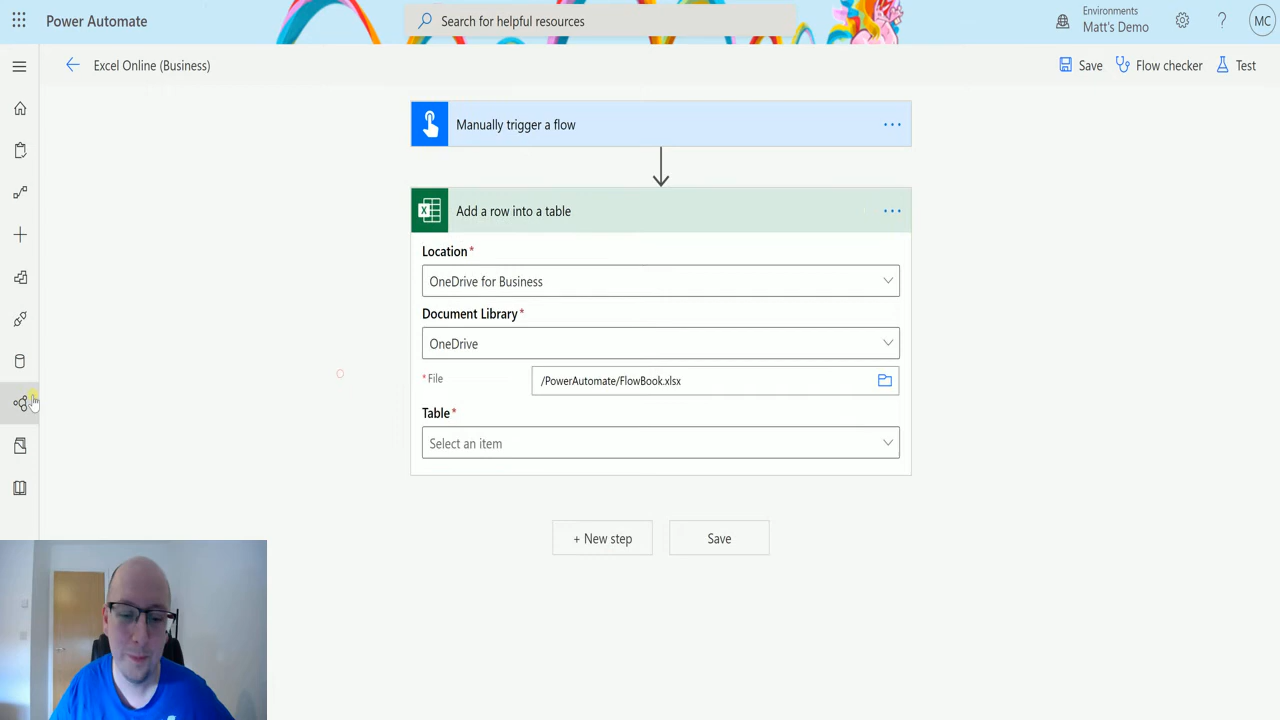 Power Automate
Search for helpful resources
Environments
Matt's Demo
MC
Excel Online (Business)
Save
Flow checker
Test
Manually trigger a flow
Add a row into a table
Location *
OneDrive for Business
Document Library *
OneDrive
* File
/PowerAutomate/FlowBook.xlsx
Table *
Select an item
+ New step
Save